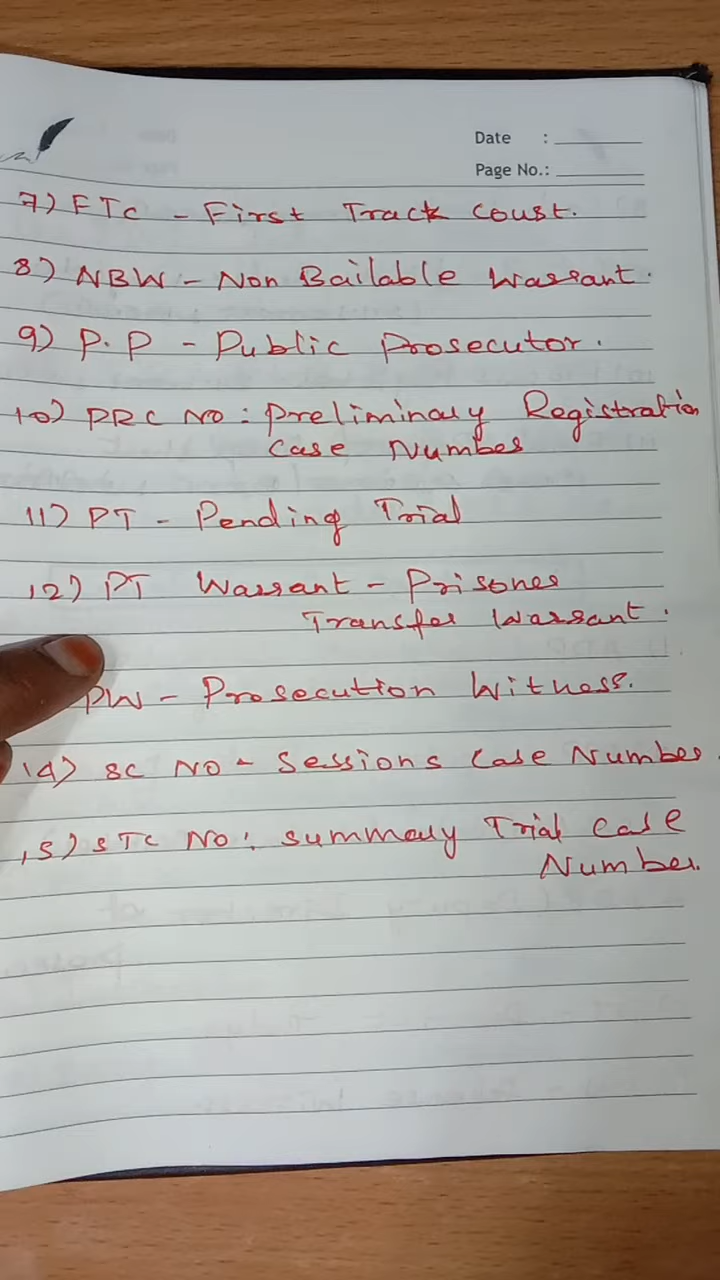 Date : 
Page No.: 
7) FTC - First Track Court.
8) NBW - Non Bailable Warrant.
9) P.P - Public Prosecutor.
10) PRC NO: Preliminary Registration
Case Number
11) PT - Pending Trial
12) PT Warrant - Prisoner
Transfer Warrant.
PW - Prosecution Witness.
14) SC NO - Sessions Case Number.
15) STC NO: Summary Trial Case
Number.